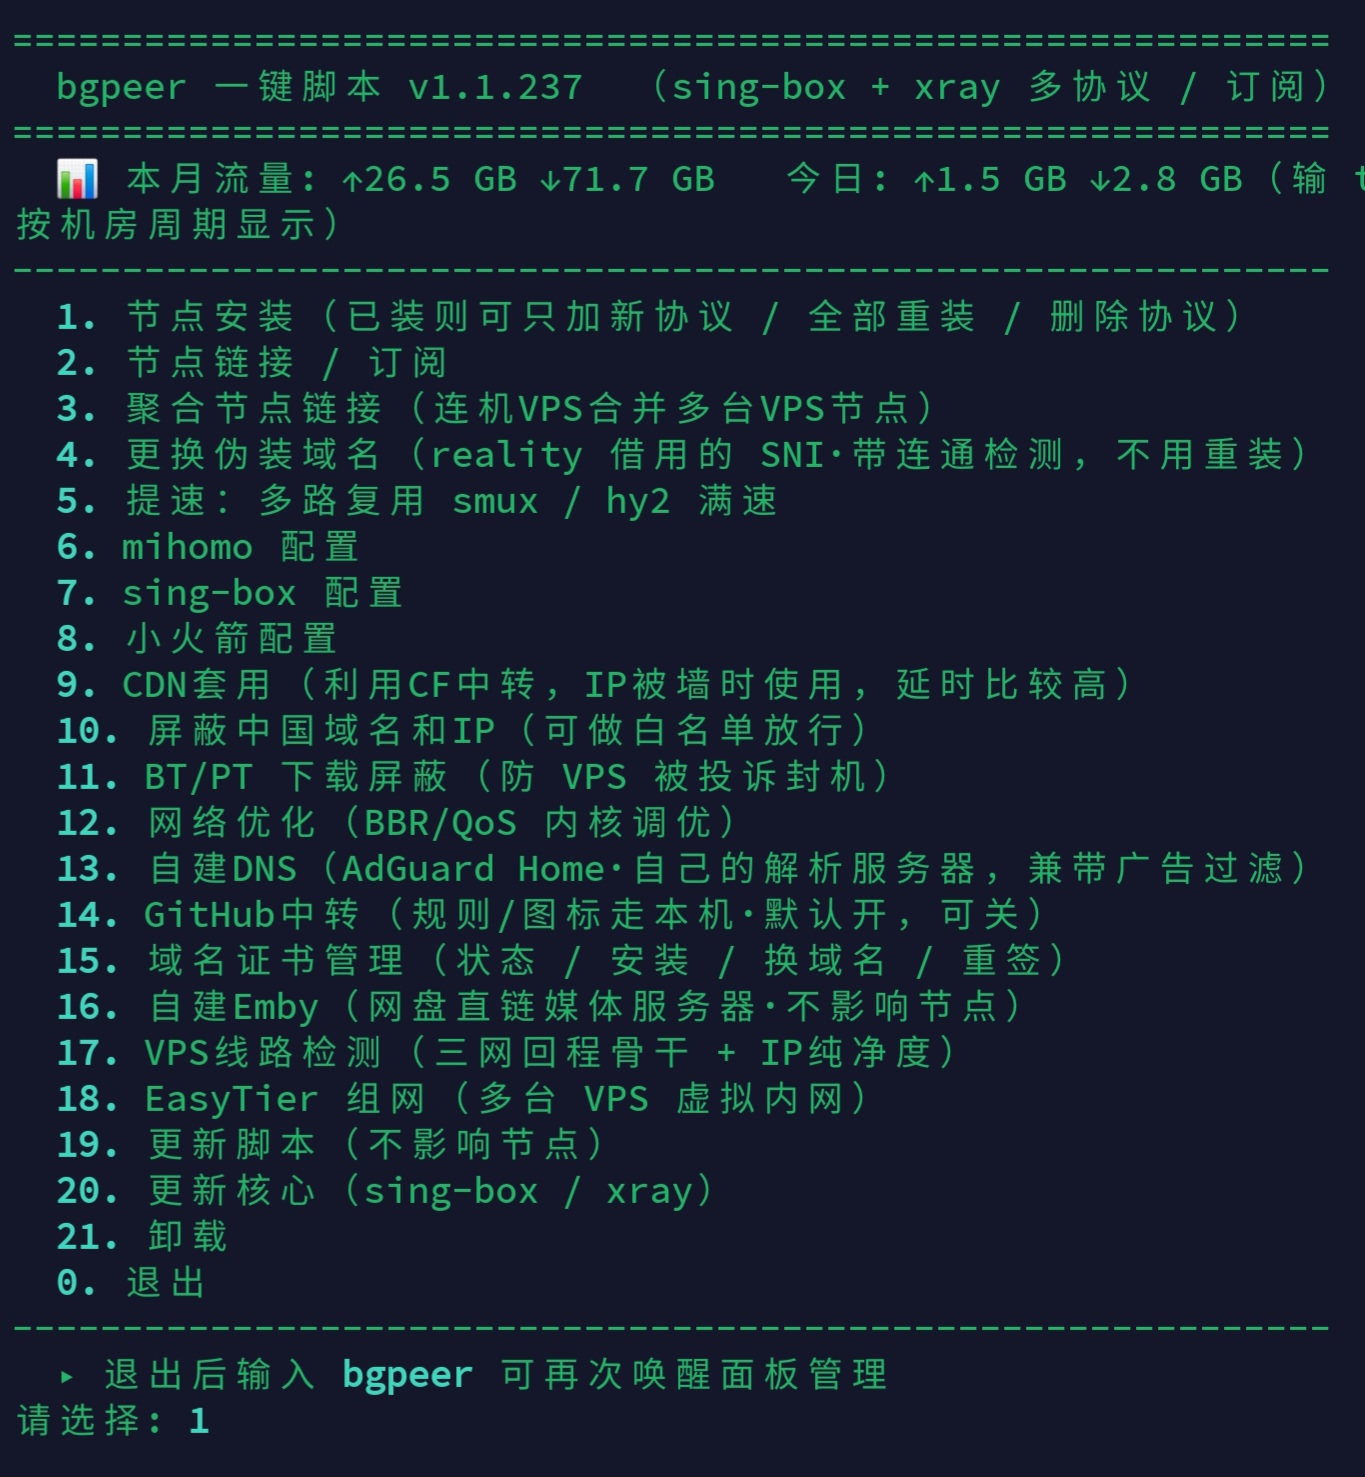 ============================================================
bgpeer 一键脚本 v1.1.237 （sing-box + xray 多协议 / 订阅）
============================================================
📊 本月流量: ↑26.5 GB ↓71.7 GB 今日: ↑1.5 GB ↓2.8 GB（输 t
按机房周期显示）
------------------------------------------------------------
1. 节点安装（已装则可只加新协议 / 全部重装 / 删除协议）
2. 节点链接 / 订阅
3. 聚合节点链接（连机VPS合并多台VPS节点）
4. 更换伪装域名（reality 借用的 SNI·带连通检测，不用重装）
5. 提速：多路复用 smux / hy2 满速
6. mihomo 配置
7. sing-box 配置
8. 小火箭配置
9. CDN套用（利用CF中转，IP被墙时使用，延时比较高）
10. 屏蔽中国域名和IP（可做白名单放行）
11. BT/PT 下载屏蔽（防 VPS 被投诉封机）
12. 网络优化（BBR/QoS 内核调优）
13. 自建DNS（AdGuard Home·自己的解析服务器，兼带广告过滤）
14. GitHub中转（规则/图标走本机·默认开，可关）
15. 域名证书管理（状态 / 安装 / 换域名 / 重签）
16. 自建Emby（网盘直链媒体服务器·不影响节点）
17. VPS线路检测（三网回程骨干 + IP纯净度）
18. EasyTier 组网（多台 VPS 虚拟内网）
19. 更新脚本（不影响节点）
20. 更新核心（sing-box / xray）
21. 卸载
0. 退出
------------------------------------------------------------
▸ 退出后输入 bgpeer 可再次唤醒面板管理
请选择: 1